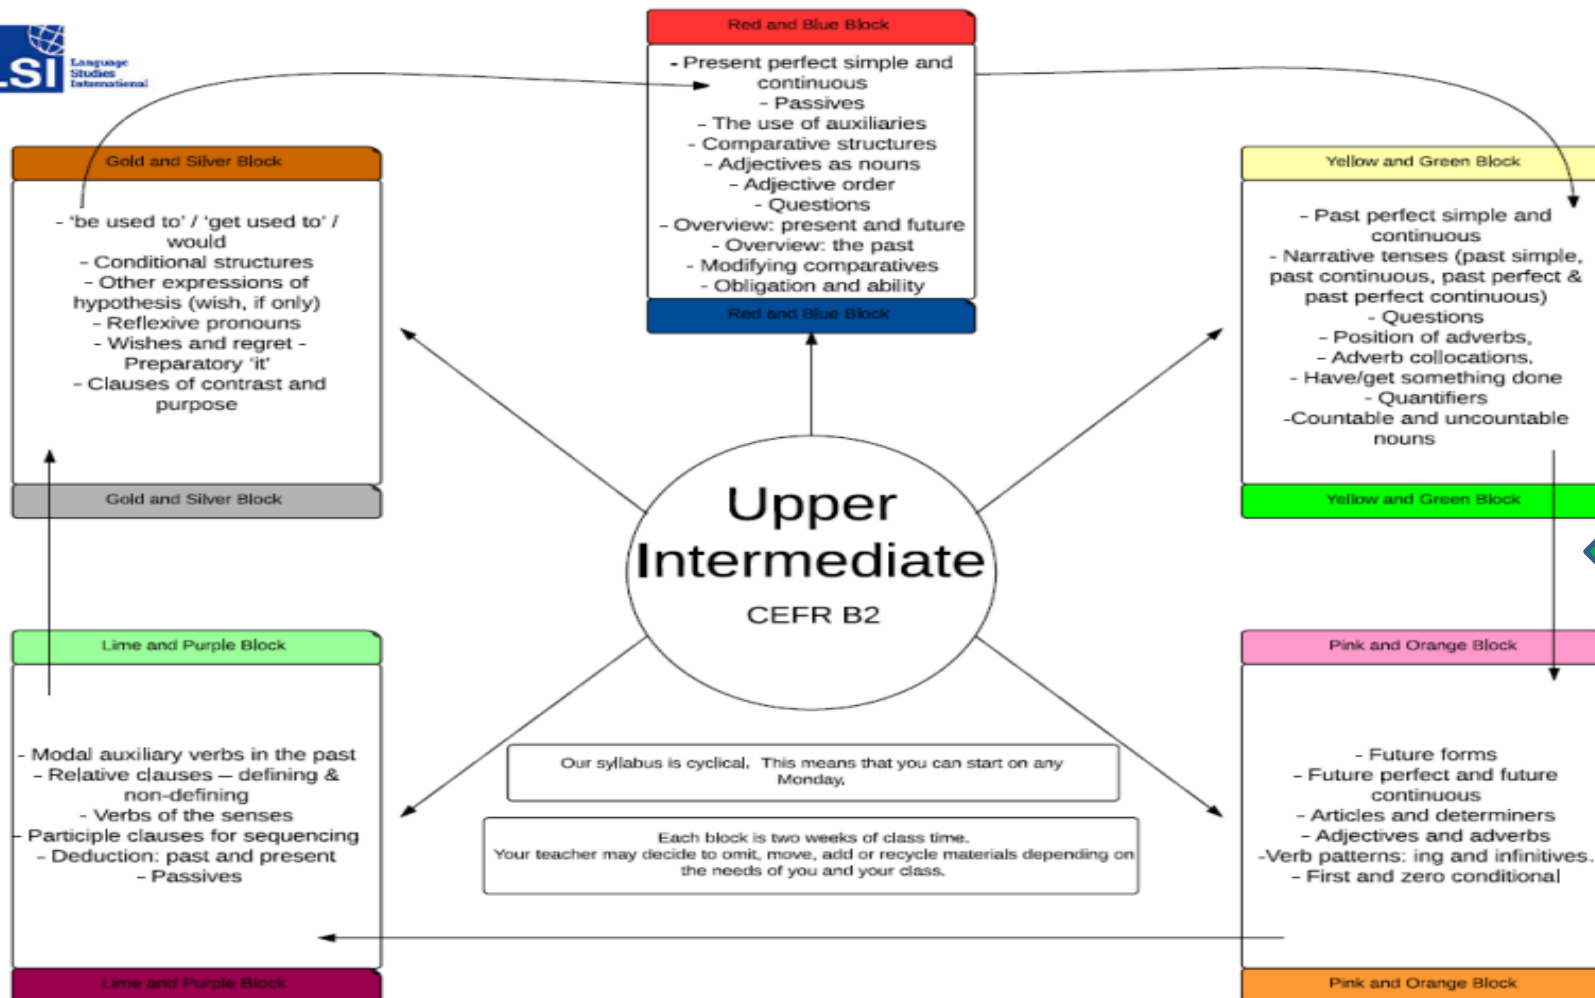 LSI
Language
Studies
International
Red and Blue Block
- Present perfect simple and
continuous
- Passives
- The use of auxiliaries
- Comparative structures
- Adjectives as nouns
- Adjective order
- Questions
- Overview: present and future
- Overview: the past
- Modifying comparatives
- Obligation and ability
Red and Blue Block
Gold and Silver Block
- ‘be used to’ / ‘get used to’ /
would
- Conditional structures
- Other expressions of
hypothesis (wish, if only)
- Reflexive pronouns
- Wishes and regret -
Preparatory ‘it’
- Clauses of contrast and
purpose
Gold and Silver Block
Yellow and Green Block
- Past perfect simple and
continuous
- Narrative tenses (past simple,
past continuous, past perfect &
past perfect continuous)
- Questions
- Position of adverbs,
- Adverb collocations.
- Have/get something done
- Quantifiers
-Countable and uncountable
nouns
Yellow and Green Block
Upper
Intermediate
CEFR B2
Lime and Purple Block
- Modal auxiliary verbs in the past
- Relative clauses – defining &
non-defining
- Verbs of the senses
- Participle clauses for sequencing
- Deduction: past and present
- Passives
Lime and Purple Block
Our syllabus is cyclical. This means that you can start on any
Monday.
Each block is two weeks of class time.
Your teacher may decide to omit, move, add or recycle materials depending on
the needs of you and your class.
Pink and Orange Block
- Future forms
- Future perfect and future
continuous
- Articles and determiners
- Adjectives and adverbs
-Verb patterns: ing and infinitives.
- First and zero conditional
Pink and Orange Block